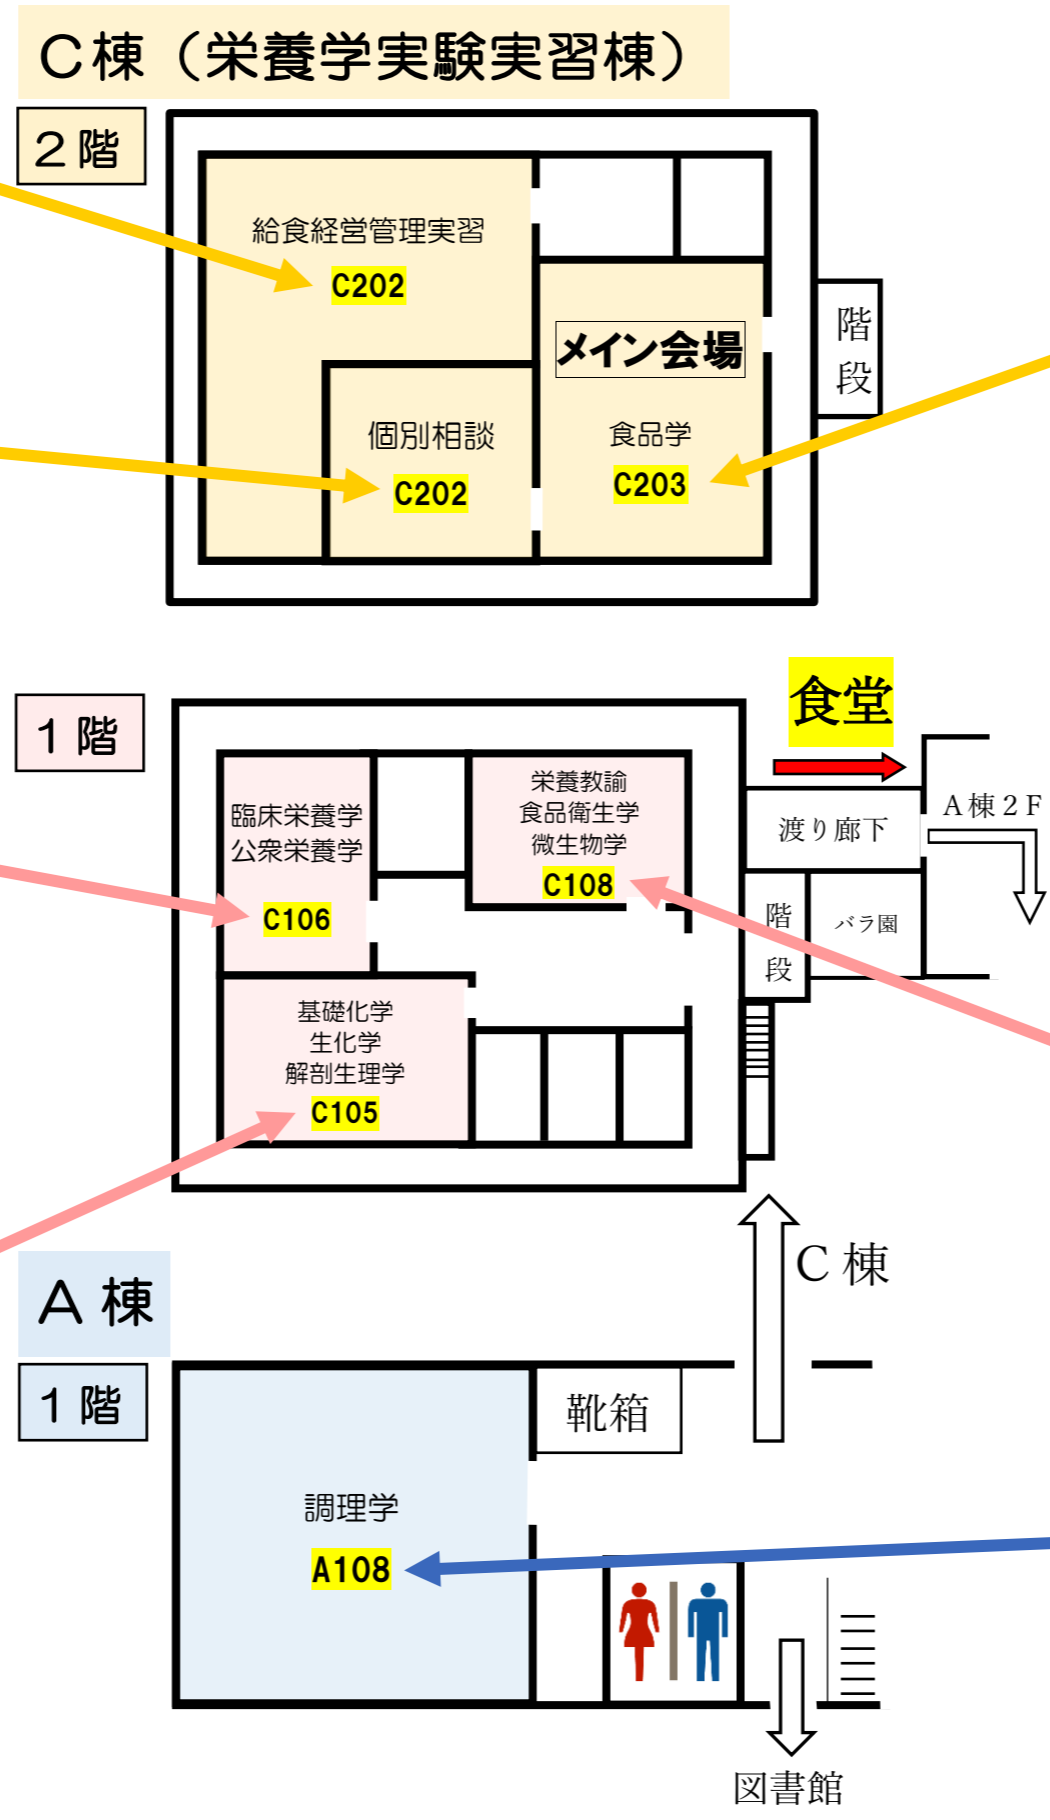 C棟（栄養学実験実習棟）
2階
給食経営管理実習
C202
メイン会場
階段
個別相談
C202
食品学
C203
食堂
1階
臨床栄養学
公衆栄養学
C106
栄養教諭
食品衛生学
微生物学
C108
渡り廊下
A棟2F
階段
バラ園
基礎化学
生化学
解剖生理学
C105
C棟
A棟
1階
靴箱
調理学
A108
図書館